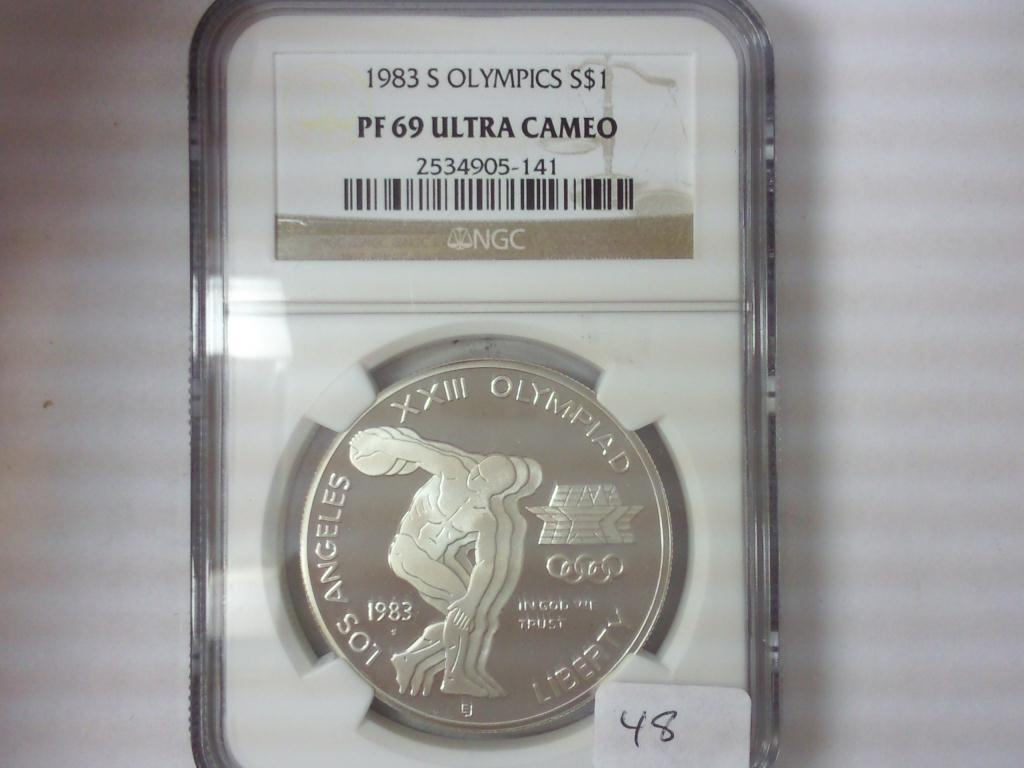 1983 S OLYMPICS S$1
PF 69 ULTRA CAMEO
2534905-141
NGC
LOS ANGELES XXIII OLYMPIAD
1983
S
IN GOD WE
TRUST
LIBERTY
EJ
48